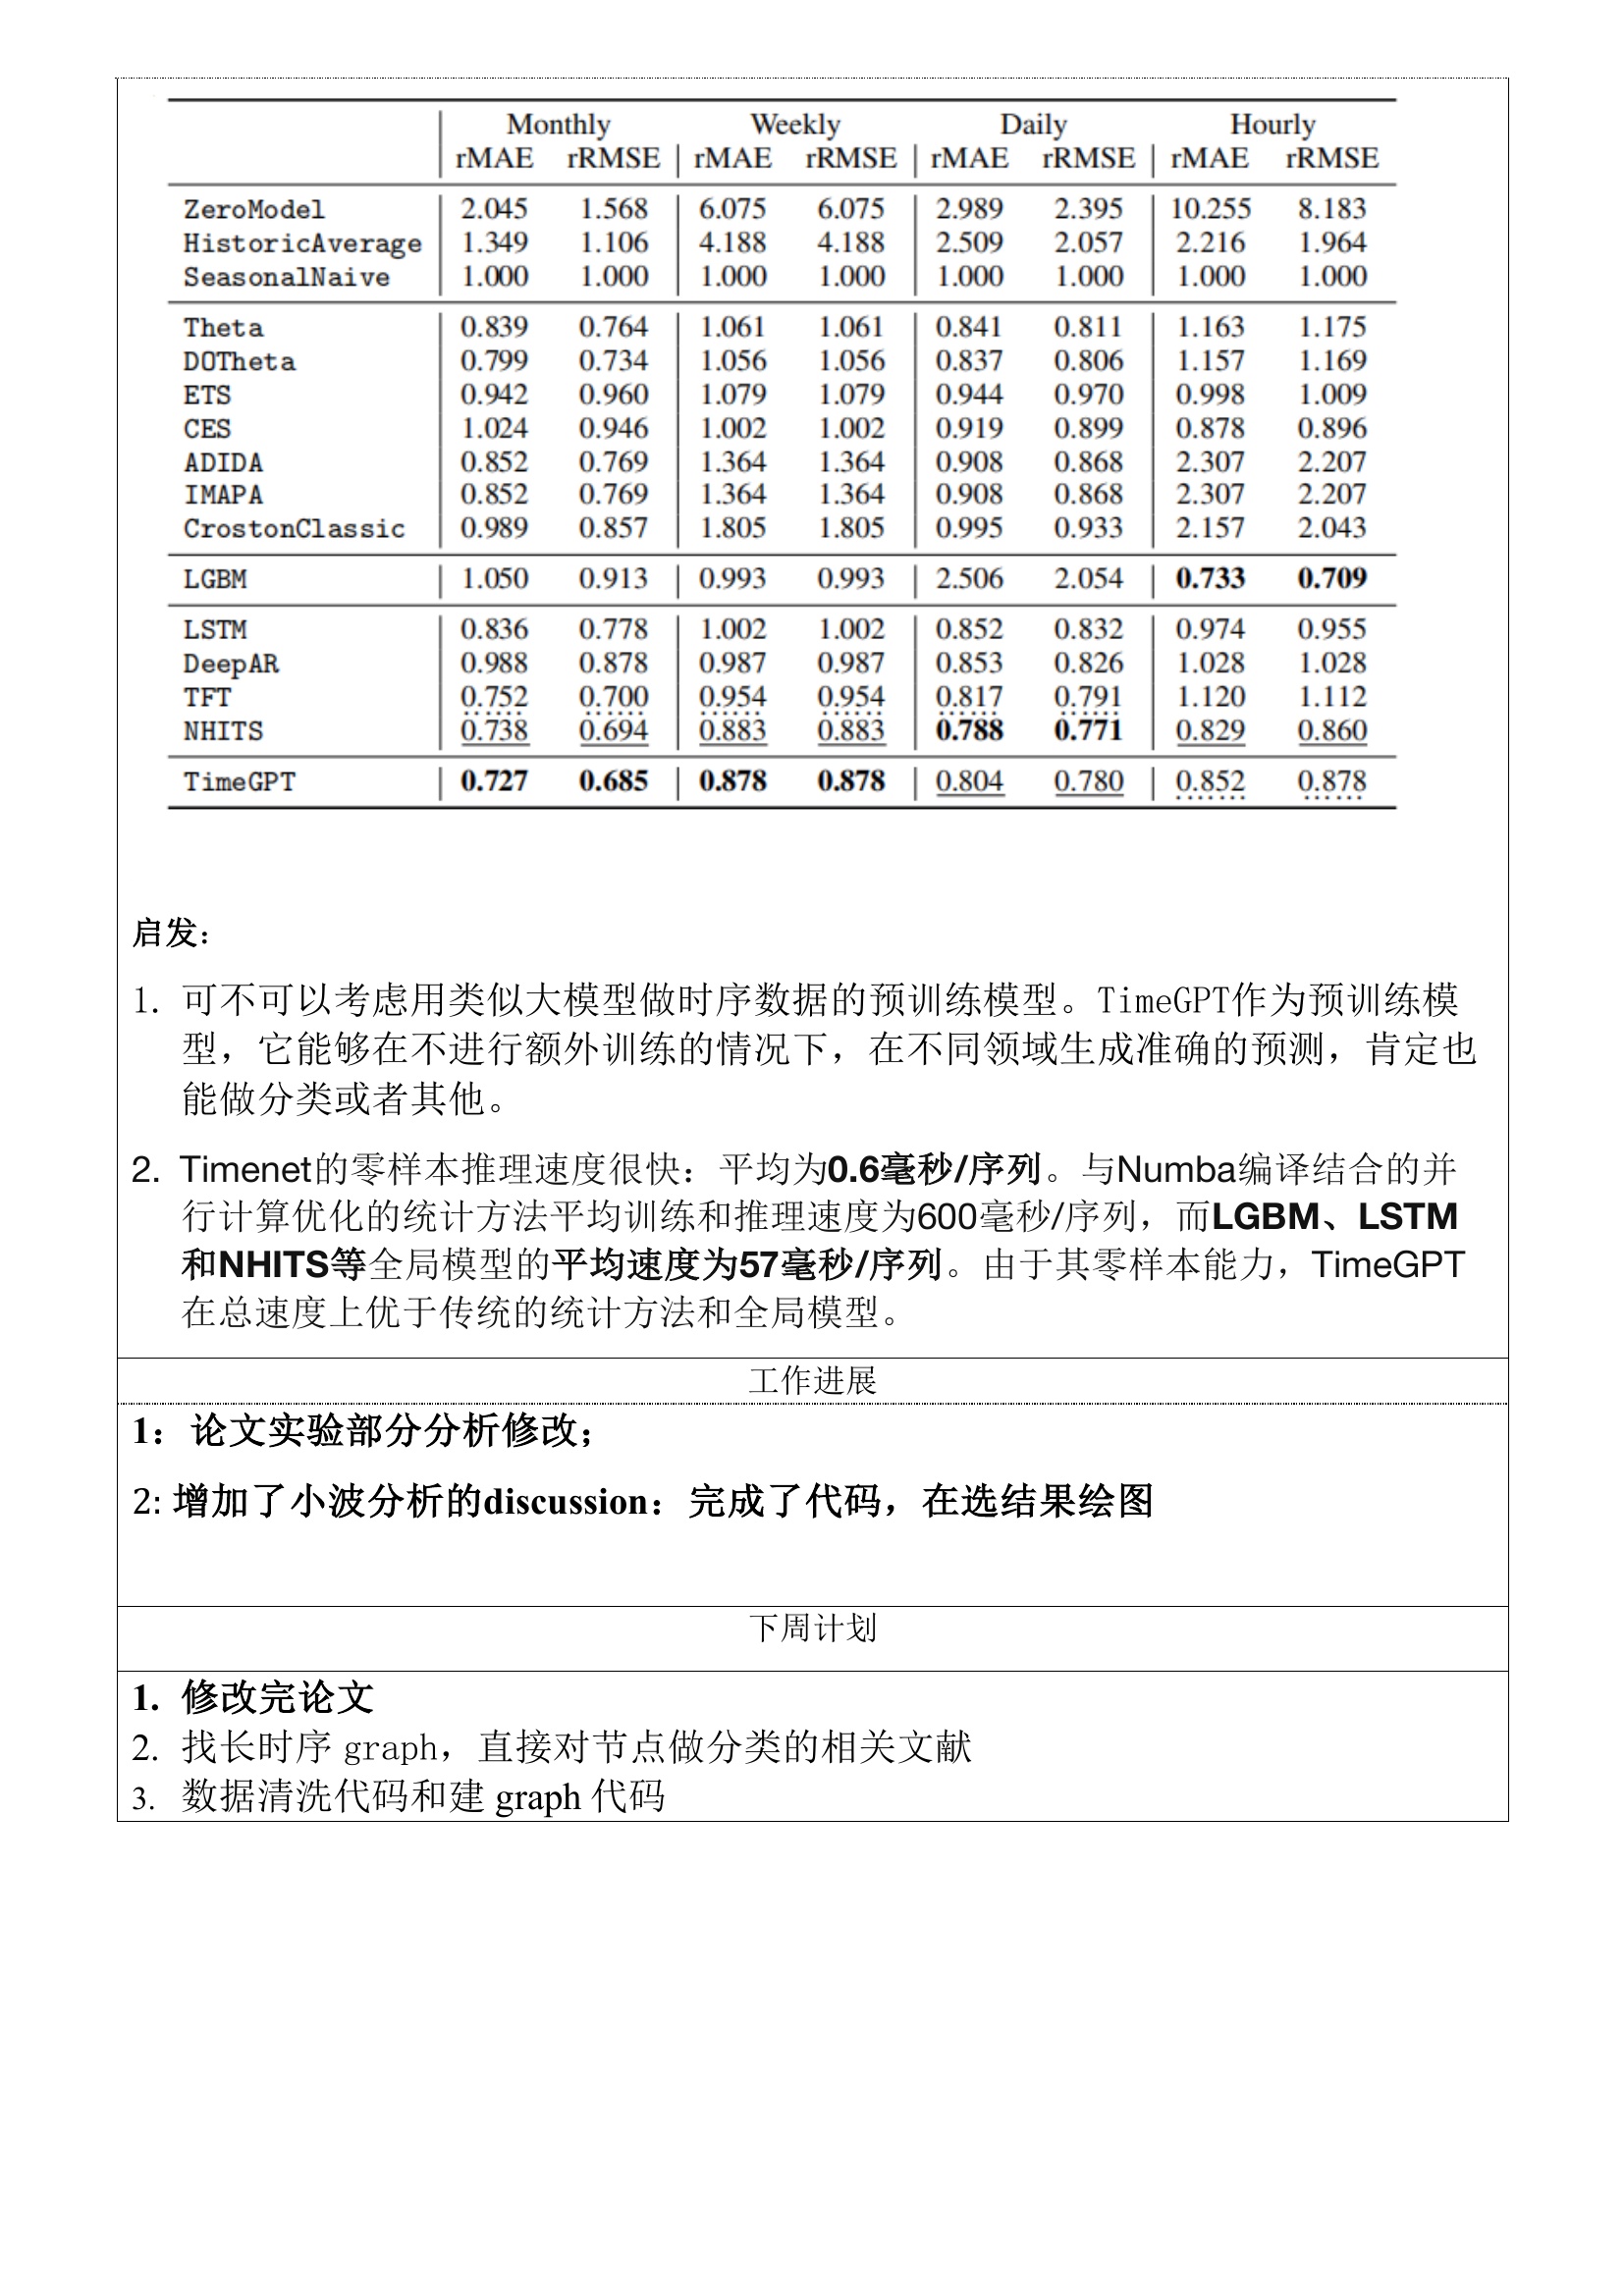 Monthly Weekly Daily Hourly
rMAE rRMSE rMAE rRMSE rMAE rRMSE rMAE rRMSE
ZeroModel 2.045 1.568 6.075 6.075 2.989 2.395 10.255 8.183
HistoricAverage 1.349 1.106 4.188 4.188 2.509 2.057 2.216 1.964
SeasonalNaive 1.000 1.000 1.000 1.000 1.000 1.000 1.000 1.000
Theta 0.839 0.764 1.061 1.061 0.841 0.811 1.163 1.175
DOTheta 0.799 0.734 1.056 1.056 0.837 0.806 1.157 1.169
ETS 0.942 0.960 1.079 1.079 0.944 0.970 0.998 1.009
CES 1.024 0.946 1.002 1.002 0.919 0.899 0.878 0.896
ADIDA 0.852 0.769 1.364 1.364 0.908 0.868 2.307 2.207
IMAPA 0.852 0.769 1.364 1.364 0.908 0.868 2.307 2.207
CrostonClassic 0.989 0.857 1.805 1.805 0.995 0.933 2.157 2.043
LGBM 1.050 0.913 0.993 0.993 2.506 2.054 0.733 0.709
LSTM 0.836 0.778 1.002 1.002 0.852 0.832 0.974 0.955
DeepAR 0.988 0.878 0.987 0.987 0.853 0.826 1.028 1.028
TFT 0.752 0.700 0.954 0.954 0.817 0.791 1.120 1.112
NHITS 0.738 0.694 0.883 0.883 0.788 0.771 0.829 0.860
TimeGPT 0.727 0.685 0.878 0.878 0.804 0.780 0.852 0.878
启发：
1. 可不可以考虑用类似大模型做时序数据的预训练模型。TimeGPT作为预训练模
型，它能够在不进行额外训练的情况下，在不同领域生成准确的预测，肯定也
能做分类或者其他。
2. Timenet的零样本推理速度很快：平均为0.6毫秒/序列。与Numba编译结合的并
行计算优化的统计方法平均训练和推理速度为600毫秒/序列，而LGBM、LSTM
和NHITS等全局模型的平均速度为57毫秒/序列。由于其零样本能力，TimeGPT
在总速度上优于传统的统计方法和全局模型。
工作进展
1：论文实验部分分析修改；
2: 增加了小波分析的discussion：完成了代码，在选结果绘图
下周计划
1. 修改完论文
2. 找长时序 graph，直接对节点做分类的相关文献
3. 数据清洗代码和建 graph 代码